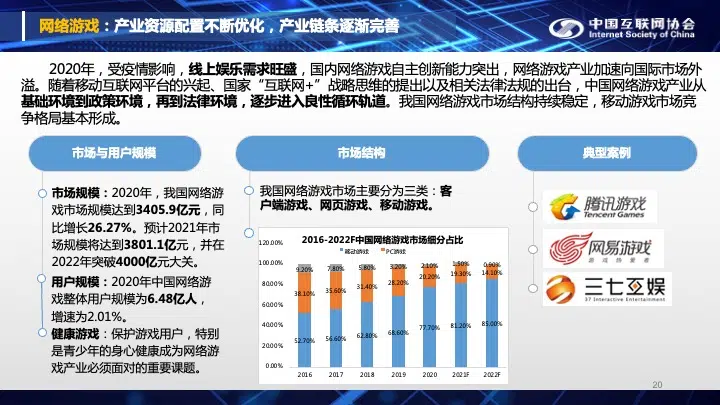 网络游戏：产业资源配置不断优化，产业链条逐渐完善
中国互联网协会
Internet Society of China
2020年，受疫情影响，线上娱乐需求旺盛，国内网络游戏自主创新能力突出，网络游戏产业加速向国际市场外
溢。随着移动互联网平台的兴起、国家“互联网+”战略思维的提出以及相关法律法规的出台，中国网络游戏产业从
基础环境到政策环境，再到法律环境，逐步进入良性循环轨道。我国网络游戏市场结构持续稳定，移动游戏市场竞
争格局基本形成。
市场与用户规模
市场规模：2020年，我国网络游
戏市场规模达到3405.9亿元，同
比增长26.27%。预计2021年市
场规模将达到3801.1亿元，并在
2022年突破4000亿元大关。
用户规模：2020年中国网络游
戏整体用户规模为6.48亿人，
增速为2.01%。
健康游戏：保护游戏用户，特别
是青少年的身心健康成为网络游
戏产业必须面对的重要课题。
市场结构
我国网络游戏市场主要分为三类：客
户端游戏、网页游戏、移动游戏。
2016-2022F中国网络游戏市场细分占比
移动游戏 PC游戏
120.00%
100.00%
80.00%
60.00%
40.00%
20.00%
0.00%
9.20% 7.80% 5.80% 3.20% 2.10% 1.50% 0.90%
38.10% 35.60% 31.40% 28.20% 20.20% 19.30% 14.10%
52.70% 56.60% 62.80% 68.60% 77.70% 81.20% 85.00%
2016 2017 2018 2019 2020 2021F 2022F
典型案例
腾讯游戏
Tencent Games
网易游戏
游戏热爱者
三七互娱
37 Interactive Entertainment
20